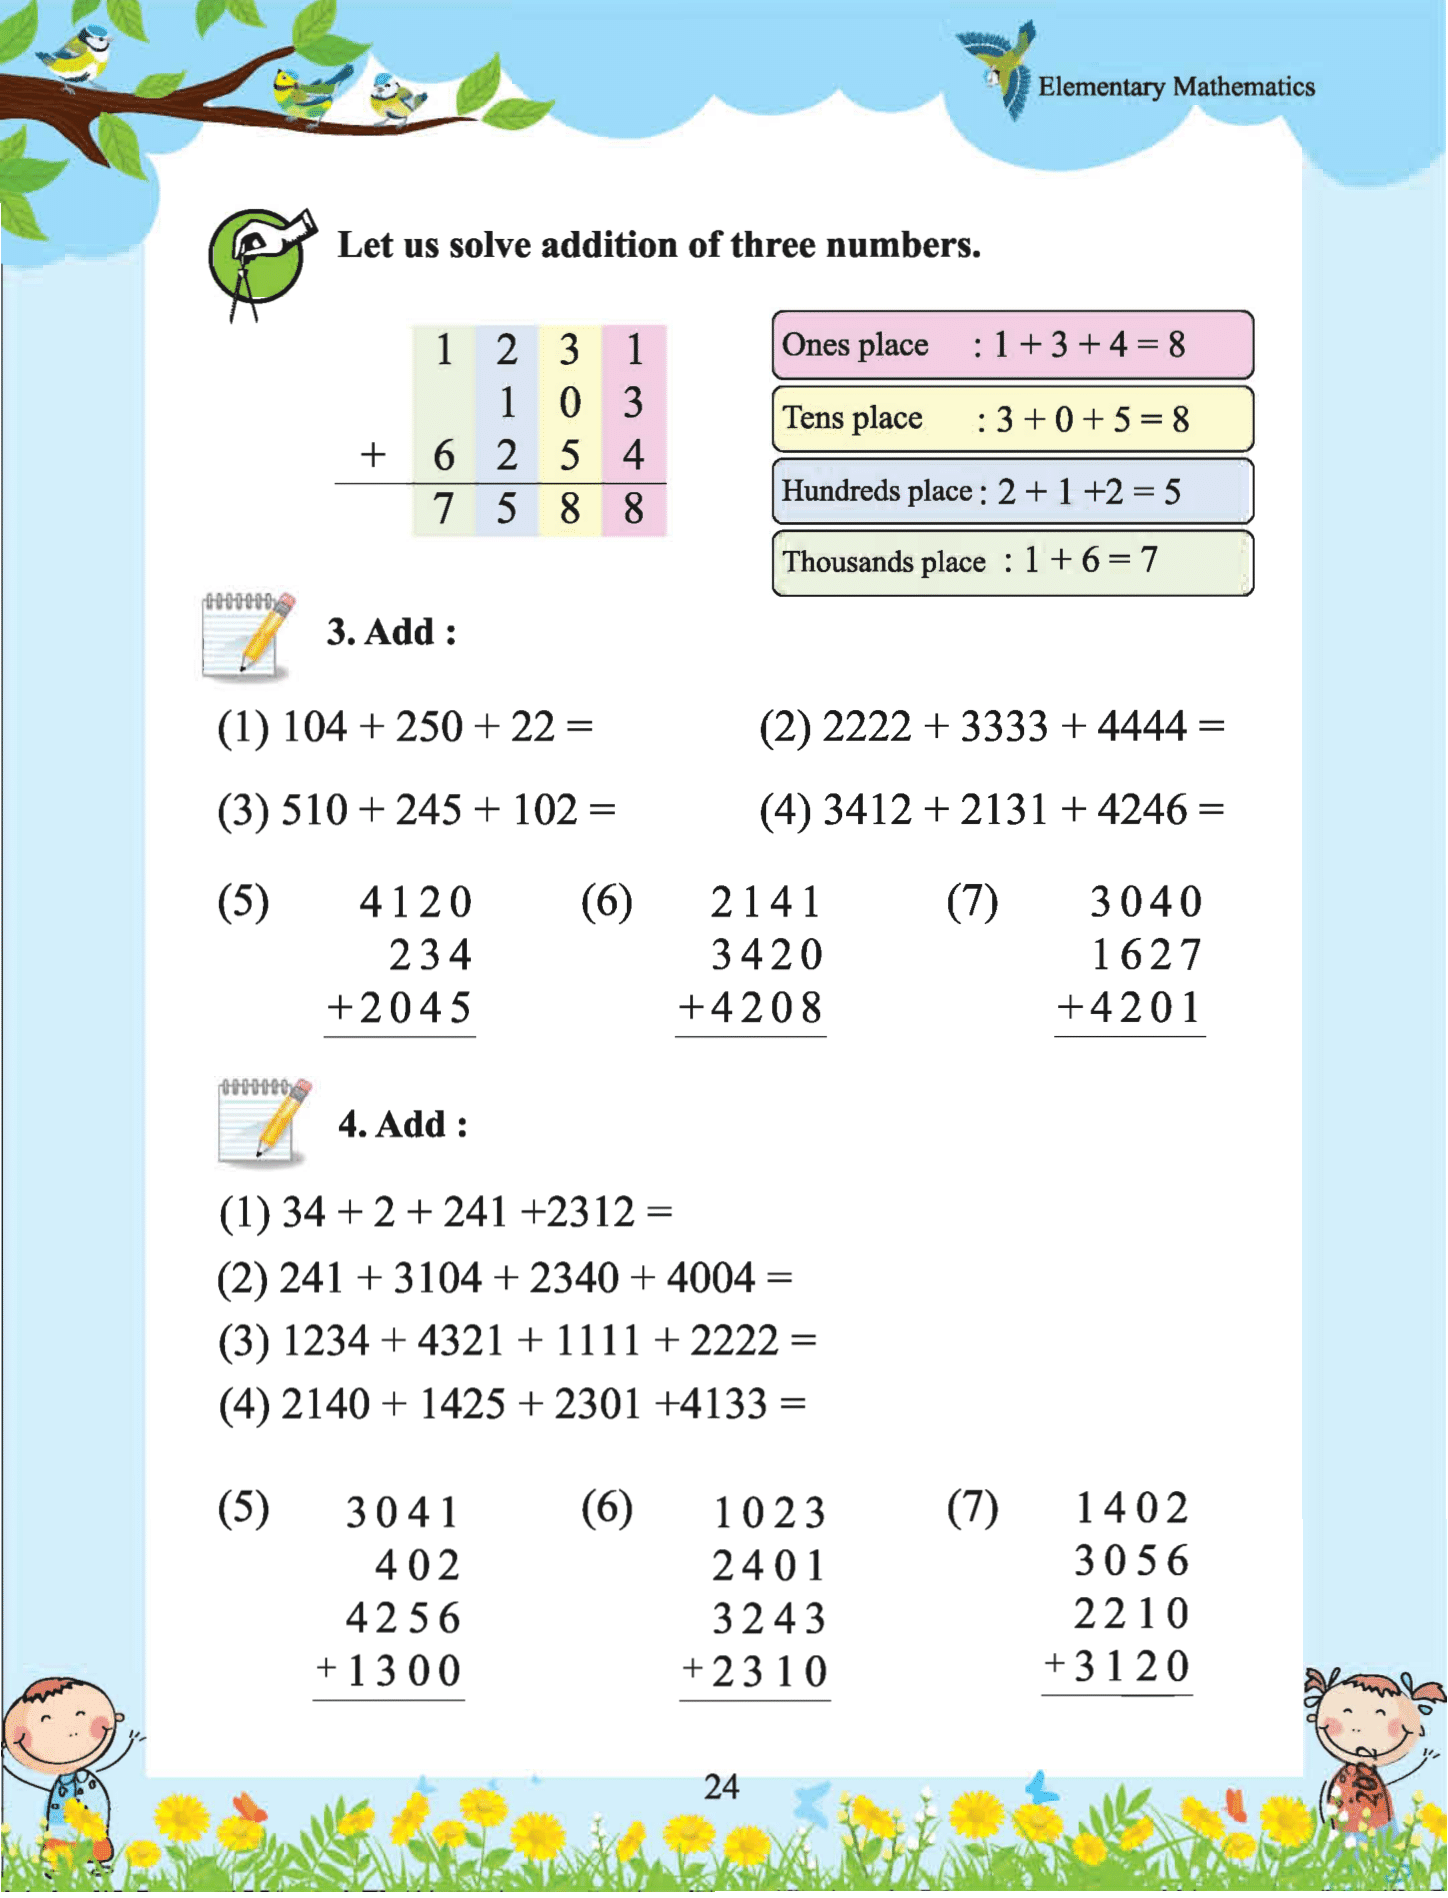 Elementary Mathematics
Let us solve addition of three numbers.
1 2 3 1
1 0 3
+ 6 2 5 4
7 5 8 8
Ones place : 1 + 3 + 4 = 8
Tens place : 3 + 0 + 5 = 8
Hundreds place : 2 + 1 +2 = 5
Thousands place : 1 + 6 = 7
3. Add :
(1) 104 + 250 + 22 =
(2) 2222 + 3333 + 4444 =
(3) 510 + 245 + 102 =
(4) 3412 + 2131 + 4246 =
(5) 4120
234
+2045
(6) 2141
3420
+4208
(7) 3040
1627
+4201
4. Add :
(1) 34 + 2 + 241 +2312 =
(2) 241 + 3104 + 2340 + 4004 =
(3) 1234 + 4321 + 1111 + 2222 =
(4) 2140 + 1425 + 2301 +4133 =
(5) 3041
402
4256
+1300
(6) 1023
2401
3243
+2310
(7) 1402
3056
2210
+3120
24